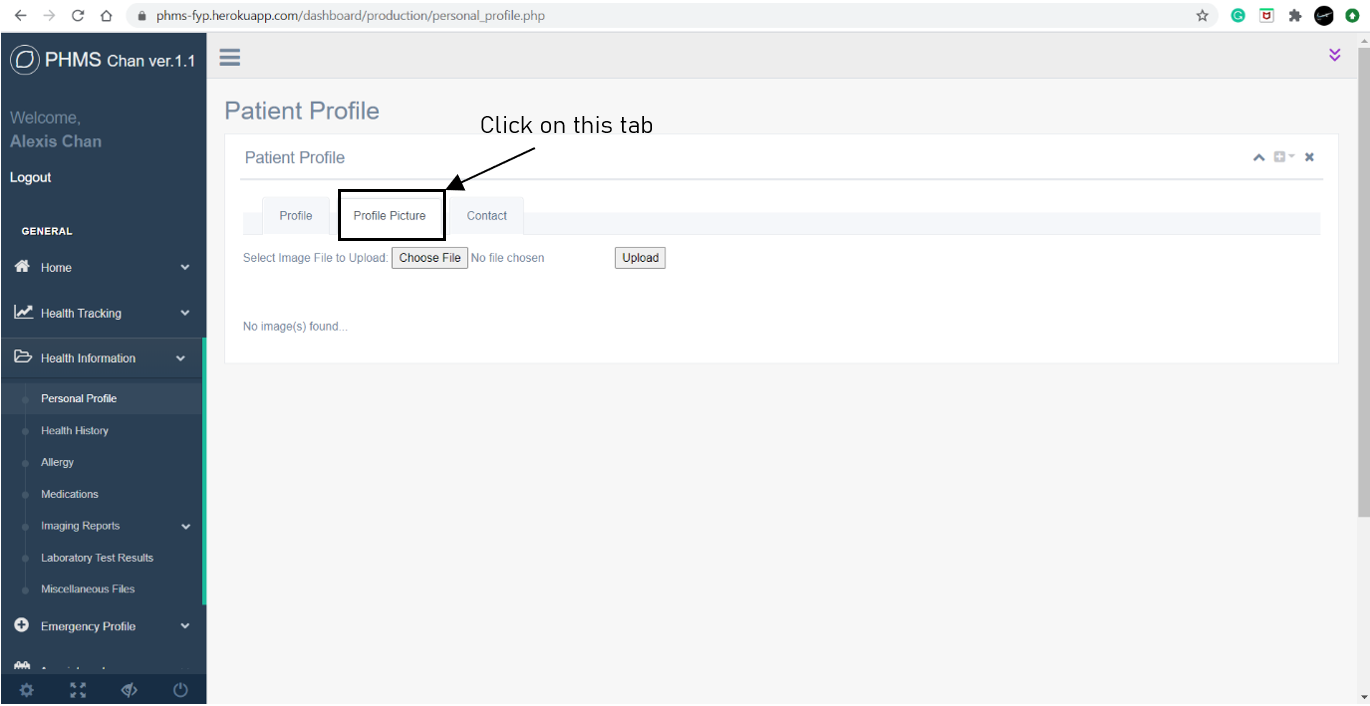 phms-fyp.herokuapp.com/dashboard/production/personal_profile.php
PHMS Chan ver.1.1
Welcome,
Alexis Chan
Logout
GENERAL
Home
Health Tracking
Health Information
Personal Profile
Health History
Allergy
Medications
Imaging Reports
Laboratory Test Results
Miscellaneous Files
Emergency Profile
Patient Profile
Click on this tab
Patient Profile
Profile Profile Picture Contact
Select Image File to Upload: Choose File No file chosen Upload
No image(s) found...